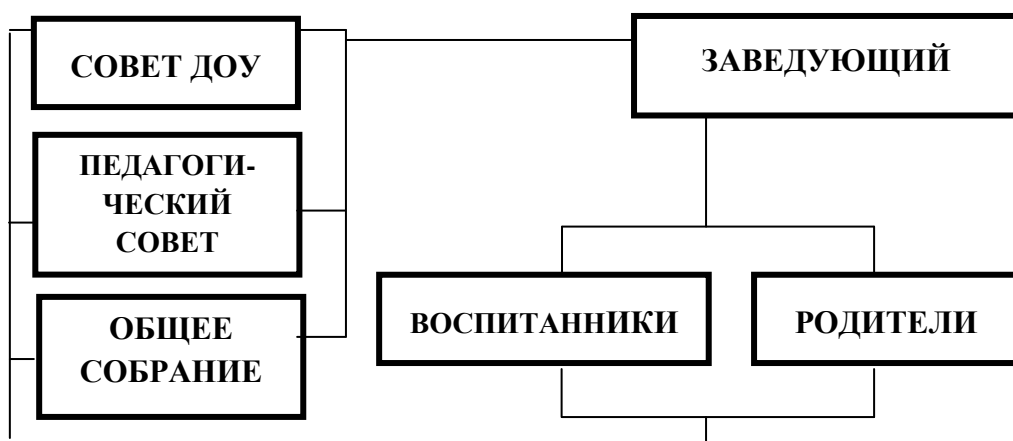 СОВЕТ ДОУ
ЗАВЕДУЮЩИЙ
ПЕДАГОГИ-
ЧЕСКИЙ
СОВЕТ
ОБЩЕЕ
СОБРАНИЕ
ВОСПИТАННИКИ
РОДИТЕЛИ